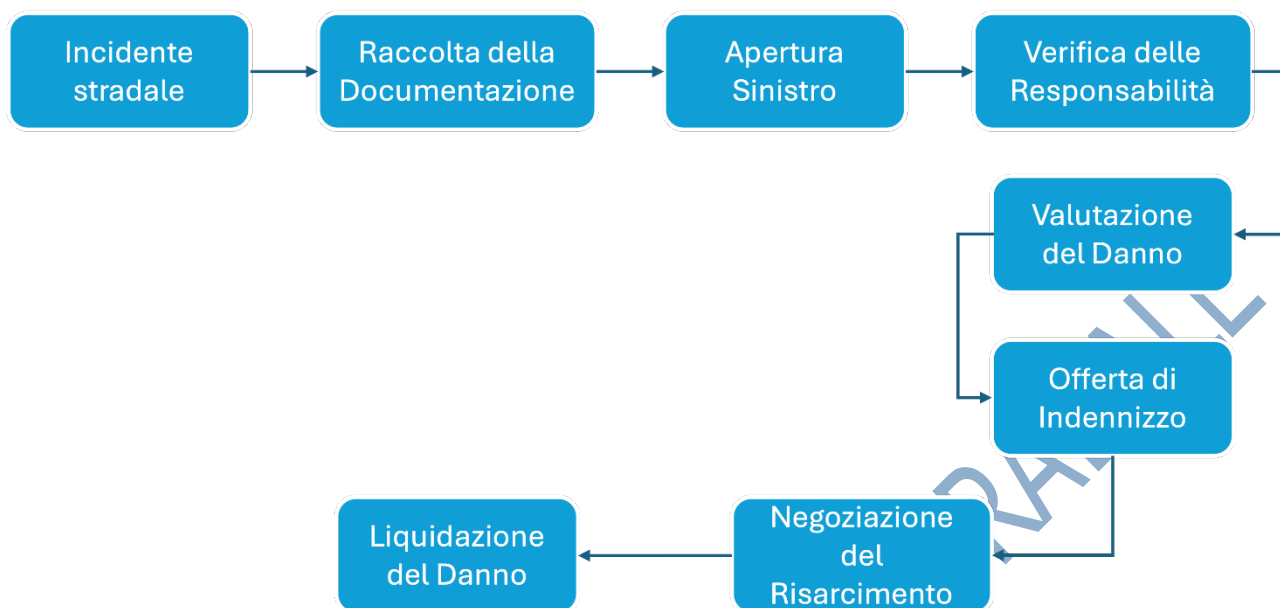 Incidente
stradale
Raccolta della
Documentazione
Apertura
Sinistro
Verifica delle
Responsabilità
Valutazione
del Danno
Offerta di
Indennizzo
Negoziazione
del
Risarcimento
Liquidazione
del Danno